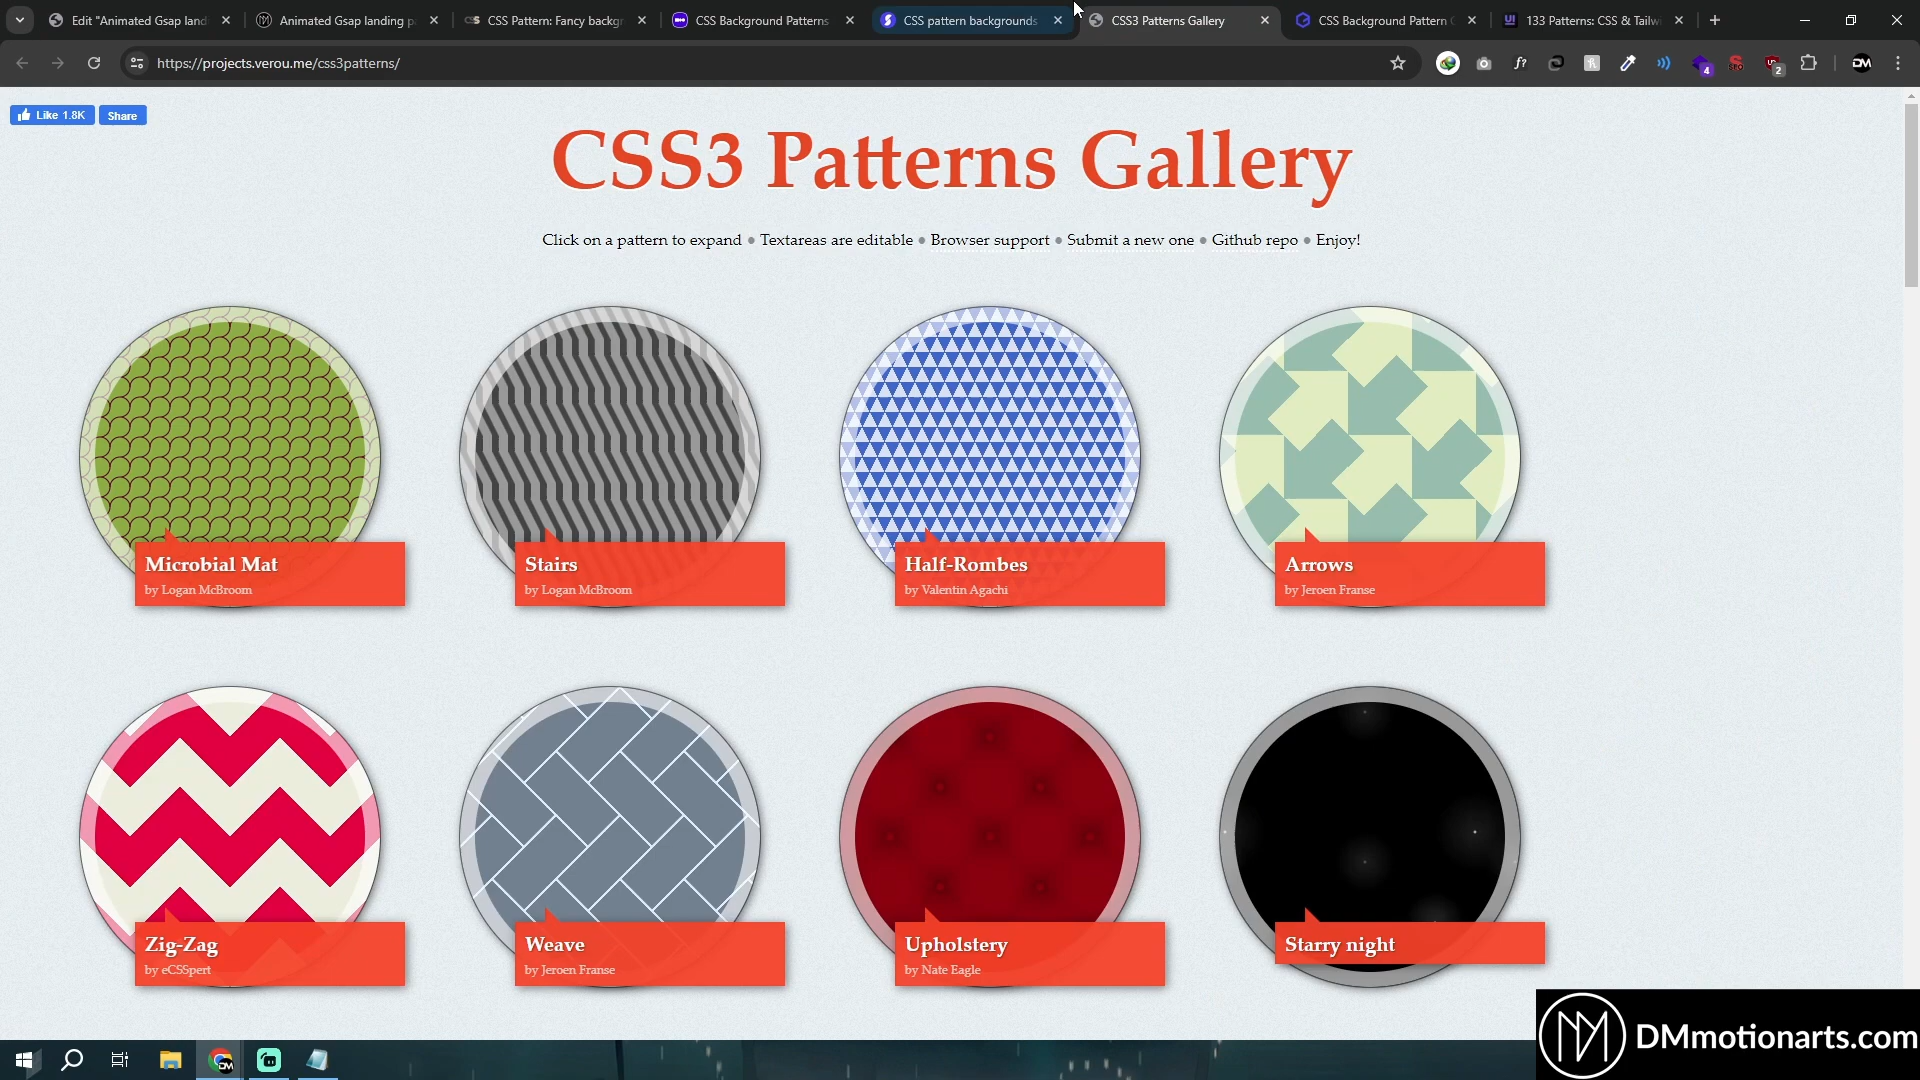 Edit "Animated Gsap land
Animated Gsap landing p
CSS Pattern: Fancy backgr
CSS Background Patterns
CSS pattern backgrounds
CSS3 Patterns Gallery
CSS Background Pattern
133 Patterns: CSS & Tailw
https://projects.verou.me/css3patterns/
Like 1.8K
Share
CSS3 Patterns Gallery
Click on a pattern to expand • Textareas are editable • Browser support • Submit a new one • Github repo • Enjoy!
Microbial Mat
by Logan McBroom
Stairs
by Logan McBroom
Half-Rombes
by Valentin Agachi
Arrows
by Jeroen Franse
Zig-Zag
by eCSSpert
Weave
by Jeroen Franse
Upholstery
by Nate Eagle
Starry night
DMmotionarts.com